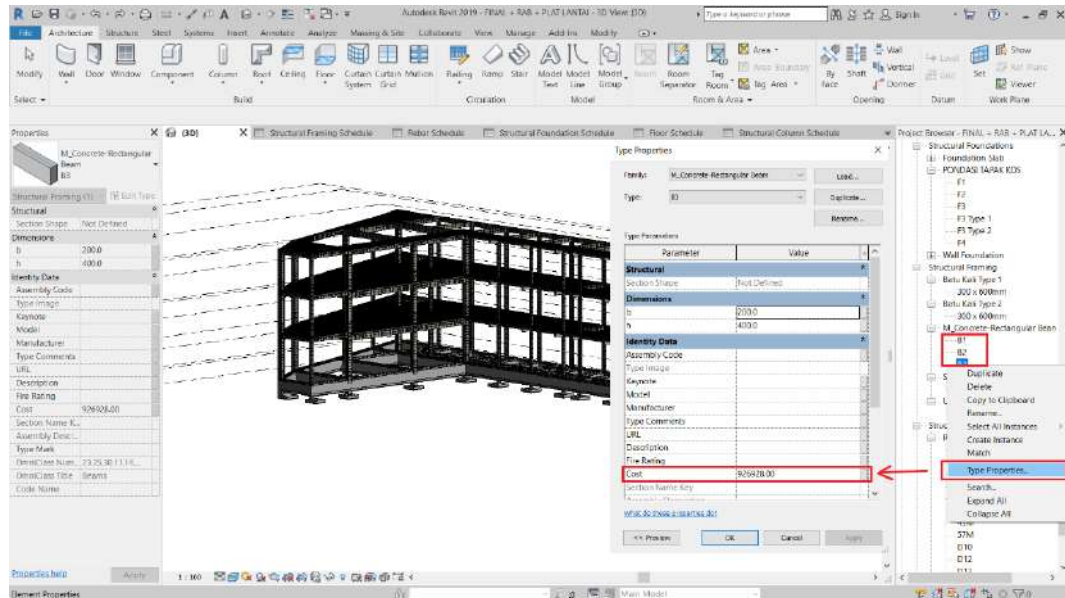 Autodesk Revit 2019 - FINAL + RAB + PLAT LANTAI - 3D View: {3D}
Type a keyword or phrase
Sign In
File Architecture Structure Steel Systems Insert Annotate Analyze Massing & Site Collaborate View Manage Add-Ins Modify
Modify Wall Door Window Component Column Roof Ceiling Floor Curtain System Curtain Grid Mullion Railing Ramp Stair Model Text Model Line Model Group Room Room Separator Tag Room Area Area Boundary Tag Area By Face Shaft Wall Vertical Dormer Level Grid Set Show Ref Plane Viewer
Select Build Circulation Model Room & Area Opening Datum Work Plane
Properties
M_Concrete-Rectangular
Beam
B3
Structural Framing (1) Edit Type
Structural
Section Shape Not Defined
Dimensions
b 200.0
h 400.0
Identity Data
Assembly Code
Type Image
Keynote
Model
Manufacturer
Type Comments
URL
Description
Fire Rating
Cost 926928.00
Section Name K...
Assembly Descr...
Type Mark
OmniClass Num...
OmniClass Title Beams
Code Name
Properties help Apply
{3D} Structural Framing Schedule Rebar Schedule Structural Foundation Schedule Floor Schedule Structural Column Schedule
Type Properties
Family: M_Concrete-Rectangular Beam Load...
Type: B3 Duplicate...
Rename...
Type Parameters
Parameter Value
Structural
Section Shape Not Defined
Dimensions
b 200.0
h 400.0
Identity Data
Assembly Code
Type Image
Keynote
Model
Manufacturer
Type Comments
URL
Description
Fire Rating
Cost 926928.00
Section Name Key
What do these properties do?
<< Preview OK Cancel Apply
Project Browser - FINAL + RAB + PLAT LA...
Structural Foundations
Foundation Slab
PONDASI TAPAK KOS
F1
F2
F3
F3 Type 1
F3 Type 2
F4
Wall Foundation
Structural Framing
Batu Kali Type 1
300 x 600mm
Batu Kali Type 2
300 x 600mm
M_Concrete-Rectangular Bean
B1
B2
Duplicate
Delete
Copy to Clipboard
Rename...
Select All Instances
Create Instance
Match
Type Properties...
Search...
Expand All
Collapse All
57M
D10
D12
1 : 100
Main Model
Element Properties